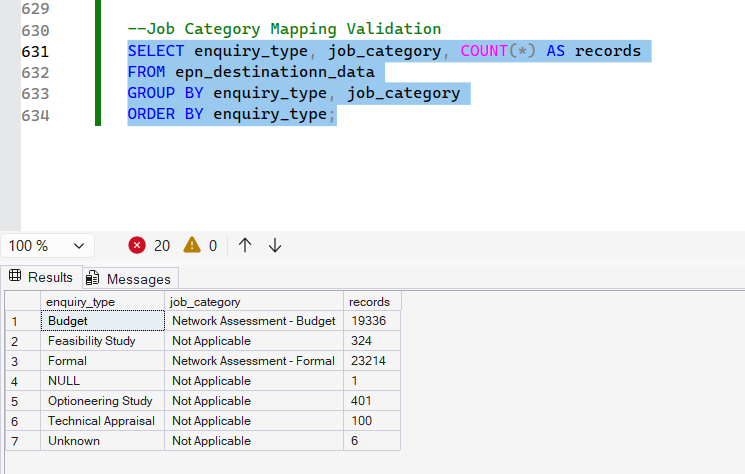 629
630 --Job Category Mapping Validation
631 SELECT enquiry_type, job_category, COUNT(*) AS records
632 FROM epn_destinationn_data
633 GROUP BY enquiry_type, job_category
634 ORDER BY enquiry_type;
100 % 20 0
Results Messages
enquiry_type job_category records
1 Budget Network Assessment - Budget 19336
2 Feasibility Study Not Applicable 324
3 Formal Network Assessment - Formal 23214
4 NULL Not Applicable 1
5 Optioneering Study Not Applicable 401
6 Technical Appraisal Not Applicable 100
7 Unknown Not Applicable 6